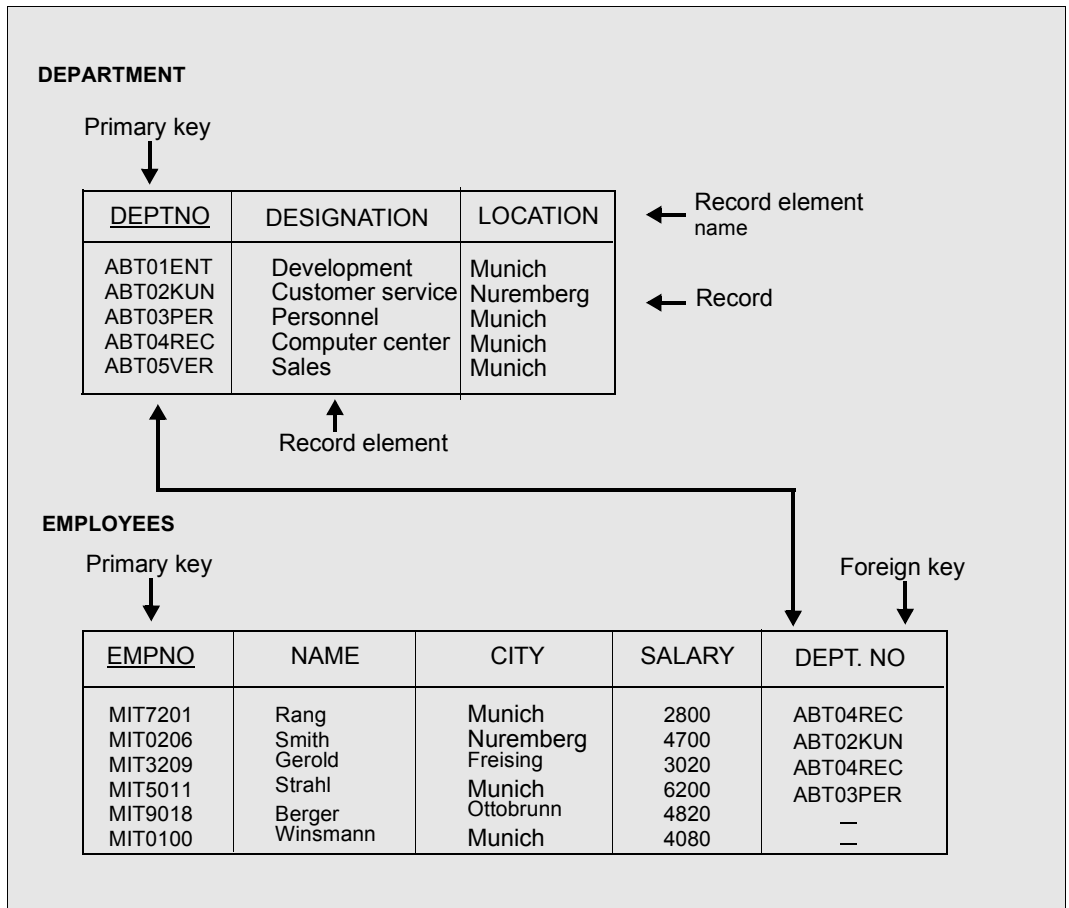 DEPARTMENT
Primary key
DEPTNO DESIGNATION LOCATION
Record element
name
ABT01ENT Development Munich
ABT02KUN Customer service Nuremberg
Record
ABT03PER Personnel Munich
ABT04REC Computer center Munich
ABT05VER Sales Munich
Record element
EMPLOYEES
Primary key
Foreign key
EMPNO NAME CITY SALARY DEPT. NO
MIT7201 Rang Munich 2800 ABT04REC
MIT0206 Smith Nuremberg 4700 ABT02KUN
MIT3209 Gerold Freising 3020 ABT04REC
MIT5011 Strahl Munich 6200 ABT03PER
MIT9018 Berger Ottobrunn 4820 —
MIT0100 Winsmann Munich 4080 —